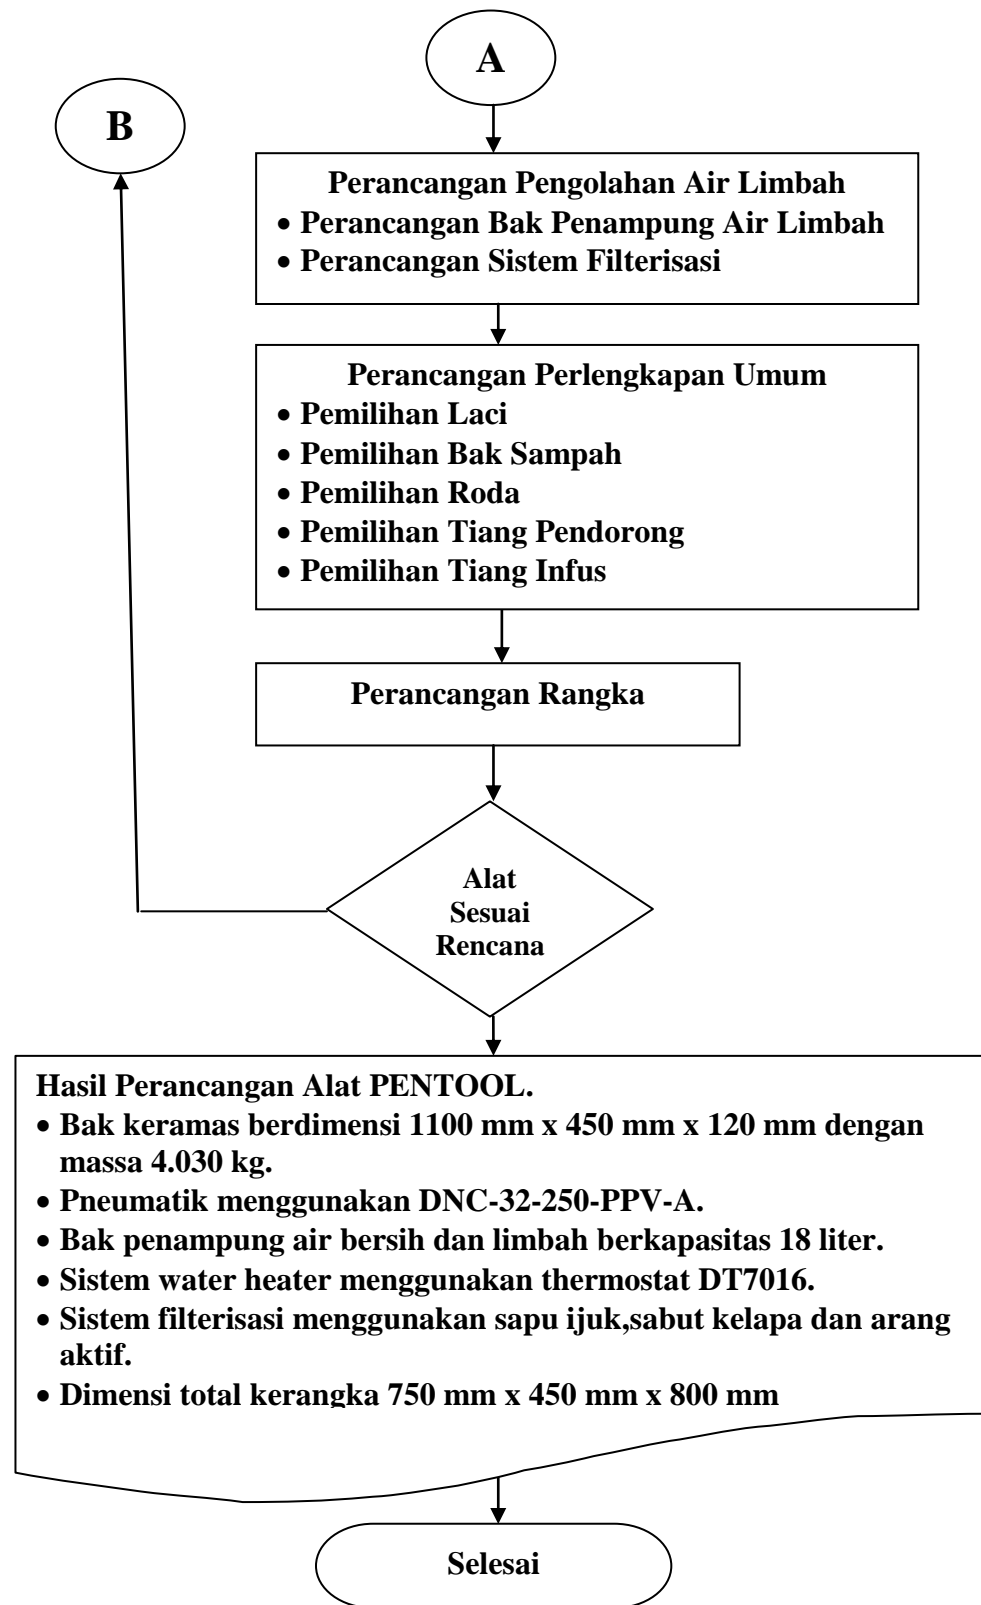 A
B
Perancangan Pengolahan Air Limbah
• Perancangan Bak Penampung Air Limbah
• Perancangan Sistem Filterisasi
Perancangan Perlengkapan Umum
• Pemilihan Laci
• Pemilihan Bak Sampah
• Pemilihan Roda
• Pemilihan Tiang Pendorong
• Pemilihan Tiang Infus
Perancangan Rangka
Alat
Sesuai
Rencana
Hasil Perancangan Alat PENTOOL.
• Bak keramas berdimensi 1100 mm x 450 mm x 120 mm dengan
massa 4.030 kg.
• Pneumatik menggunakan DNC-32-250-PPV-A.
• Bak penampung air bersih dan limbah berkapasitas 18 liter.
• Sistem water heater menggunakan thermostat DT7016.
• Sistem filterisasi menggunakan sapu ijuk,sabut kelapa dan arang
aktif.
• Dimensi total kerangka 750 mm x 450 mm x 800 mm
Selesai